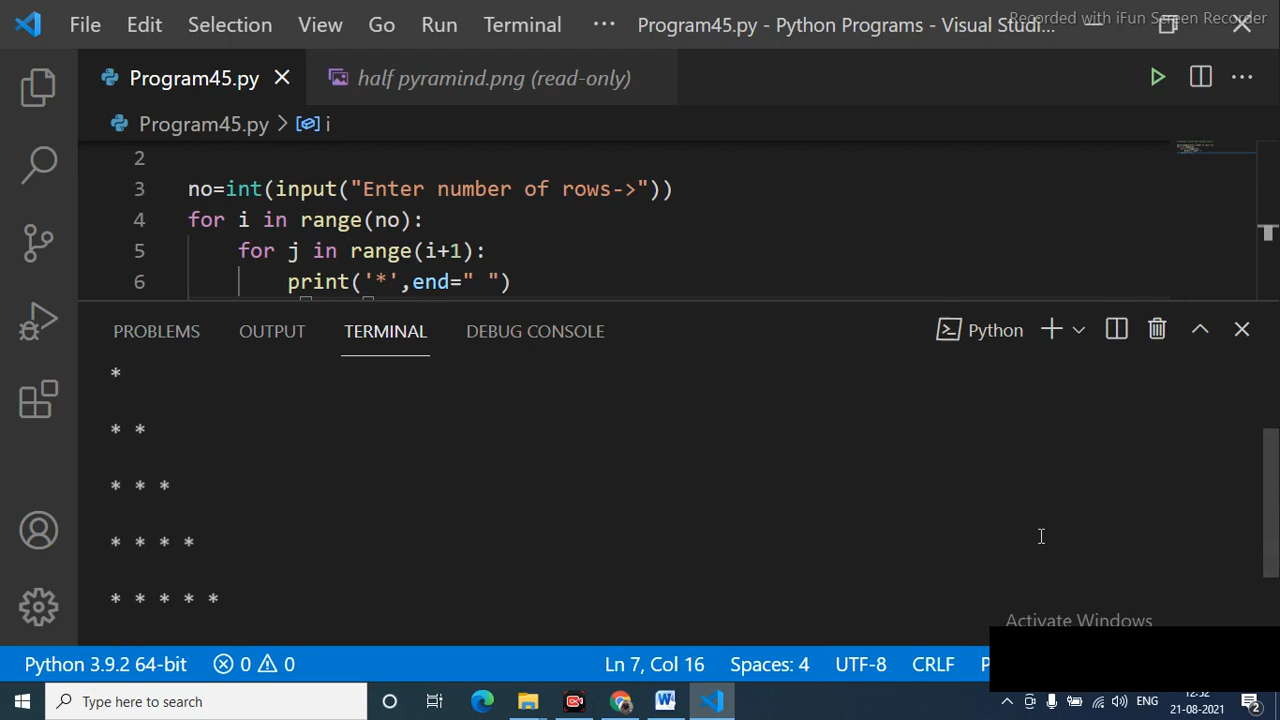 File Edit Selection View Go Run Terminal ··· Program45.py - Python Programs - Visual Studi...
Recorded with iFun Screen Recorder
Program45.py half pyramind.png (read-only)
Program45.py > i
2
3 no=int(input("Enter number of rows->"))
4 for i in range(no):
5 for j in range(i+1):
6 print('*',end=" ")
PROBLEMS OUTPUT TERMINAL DEBUG CONSOLE Python
*
* *
* * *
* * * *
* * * * *
Activate Windows
Python 3.9.2 64-bit 0 0 Ln 7, Col 16 Spaces: 4 UTF-8 CRLF
Type here to search W ENG 12:52
21-08-2021 2